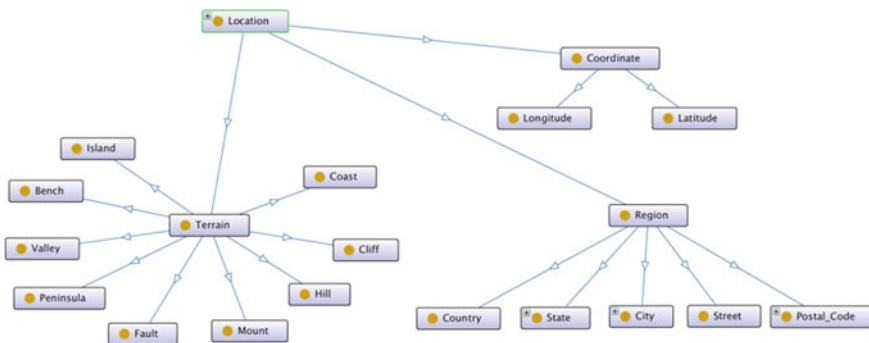 Location
Coordinate
Longitude
Latitude
Island
Coast
Bench
Terrain
Region
Valley
Cliff
Peninsula
Hill
Fault
Mount
Country
State
City
Street
Postal_Code